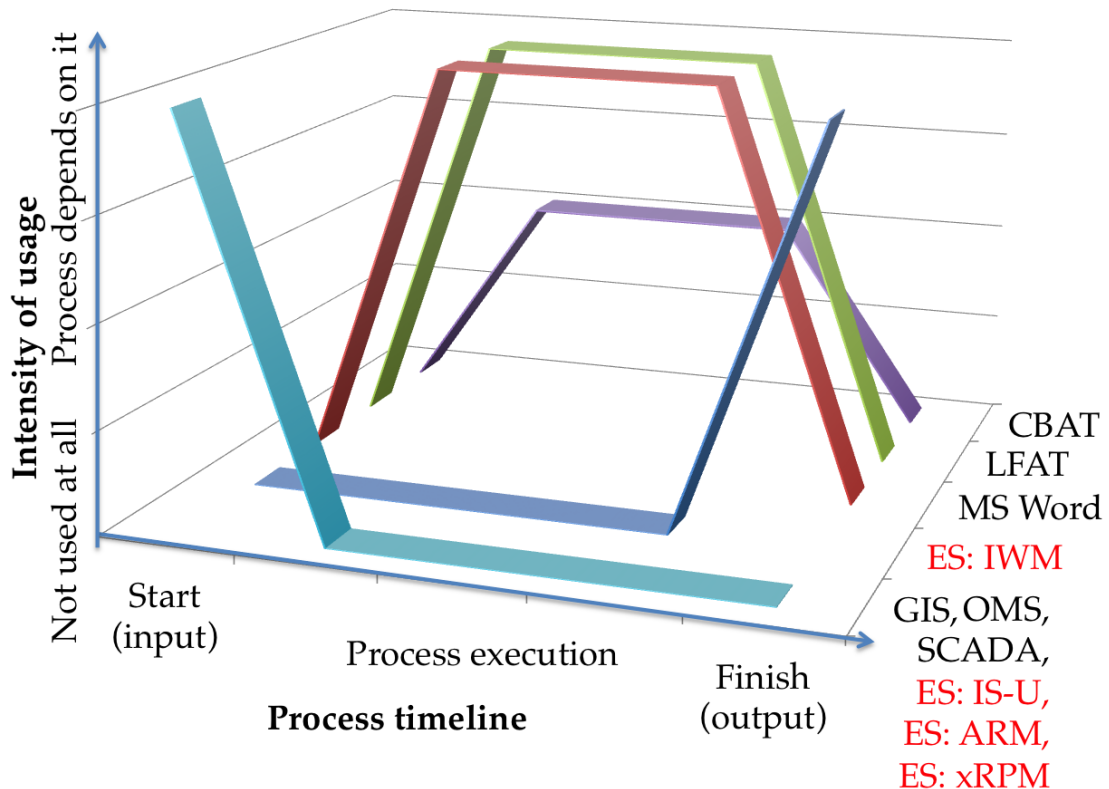 Intensity of usage
Not used at all
Process depends on it
CBAT
LFAT
MS Word
ES: IWM
GIS, OMS,
SCADA,
ES: IS-U,
ES: ARM,
ES: xRPM
Start
(input)
Process execution
Finish
(output)
Process timeline